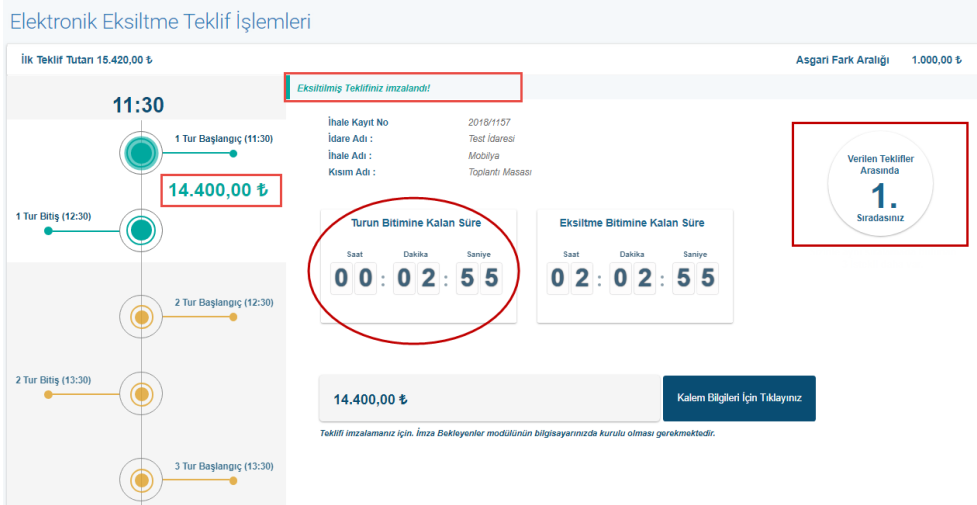 Elektronik Eksiltme Teklif İşlemleri
İlk Teklif Tutarı 15.420,00 ₺
Asgari Fark Aralığı 1.000,00 ₺
11:30
1 Tur Başlangıç (11:30)
14.400,00 ₺
1 Tur Bitiş (12:30)
2 Tur Başlangıç (12:30)
2 Tur Bitiş (13:30)
3 Tur Başlangıç (13:30)
Eksiltilmiş Teklifiniz imzalandı!
İhale Kayıt No 2018/1157
İdare Adı : Test İdaresi
İhale Adı : Mobilya
Kısım Adı : Toplantı Masası
Verilen Teklifler
Arasında
1.
Sıradasınız
Turun Bitimine Kalan Süre
Saat Dakika Saniye
00:02:55
Eksiltme Bitimine Kalan Süre
Saat Dakika Saniye
02:02:55
14.400,00 ₺
Kalem Bilgileri İçin Tıklayınız
Teklifi imzalamanız için. İmza Bekleyenler modülünün bilgisayarınızda kurulu olması gerekmektedir.